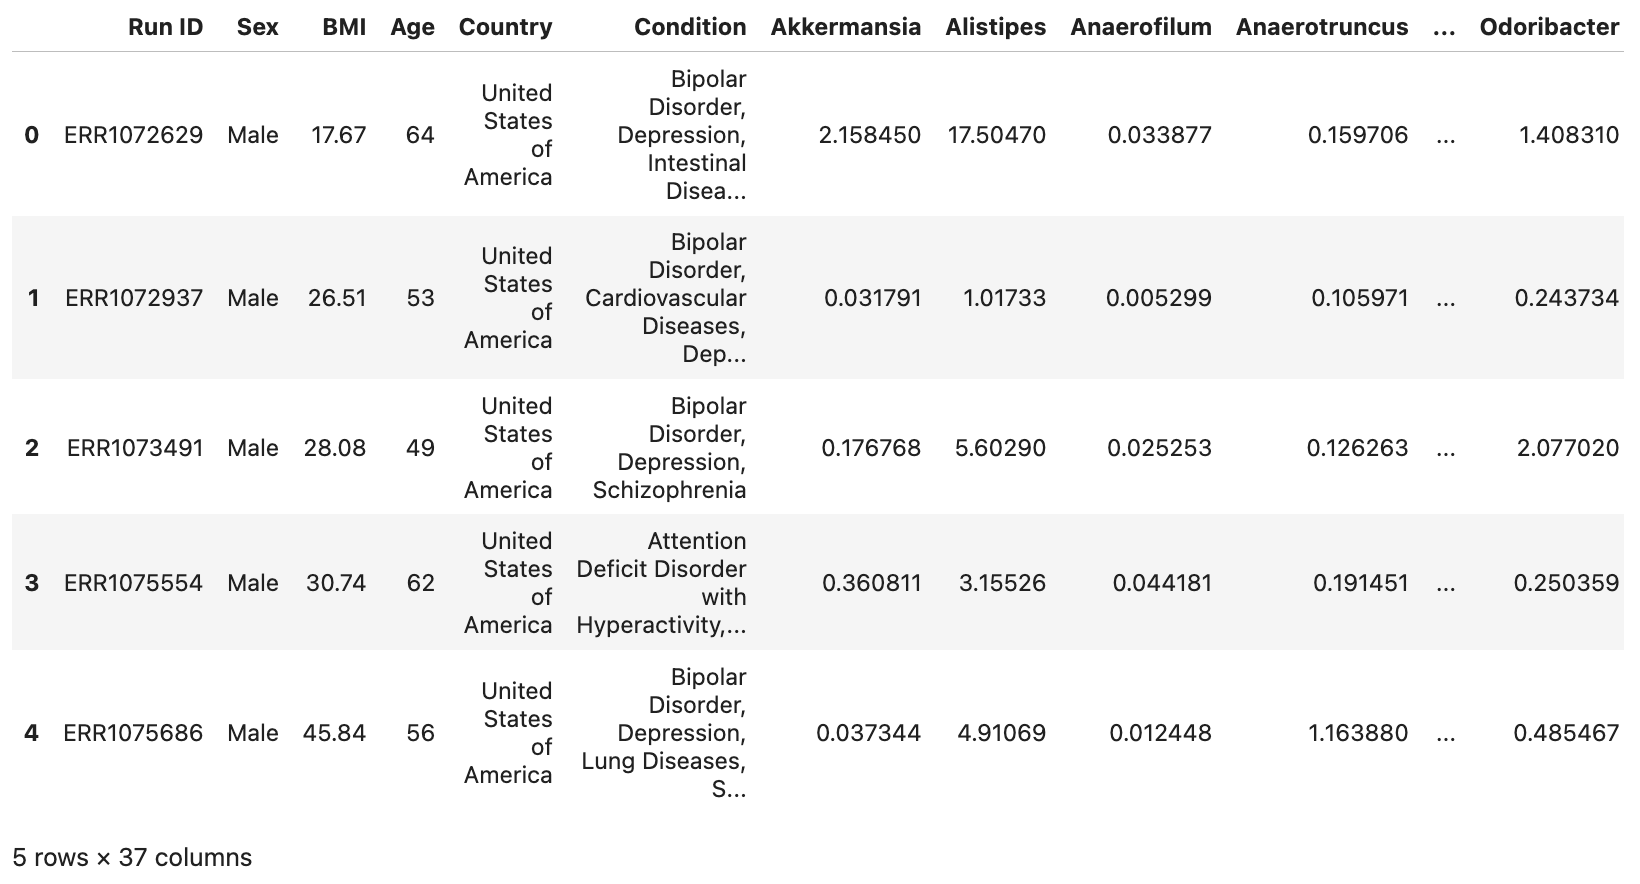 Run ID Sex BMI Age Country Condition Akkermansia Alistipes Anaerofilum Anaerotruncus ... Odoribacter
0 ERR1072629 Male 17.67 64 United States of America Bipolar Disorder, Depression, Intestinal Disea... 2.158450 17.50470 0.033877 0.159706 ... 1.408310
1 ERR1072937 Male 26.51 53 United States of America Bipolar Disorder, Cardiovascular Diseases, Dep... 0.031791 1.01733 0.005299 0.105971 ... 0.243734
2 ERR1073491 Male 28.08 49 United States of America Bipolar Disorder, Depression, Schizophrenia 0.176768 5.60290 0.025253 0.126263 ... 2.077020
3 ERR1075554 Male 30.74 62 United States of America Attention Deficit Disorder with Hyperactivity,... 0.360811 3.15526 0.044181 0.191451 ... 0.250359
4 ERR1075686 Male 45.84 56 United States of America Bipolar Disorder, Depression, Lung Diseases, S... 0.037344 4.91069 0.012448 1.163880 ... 0.485467
5 rows × 37 columns